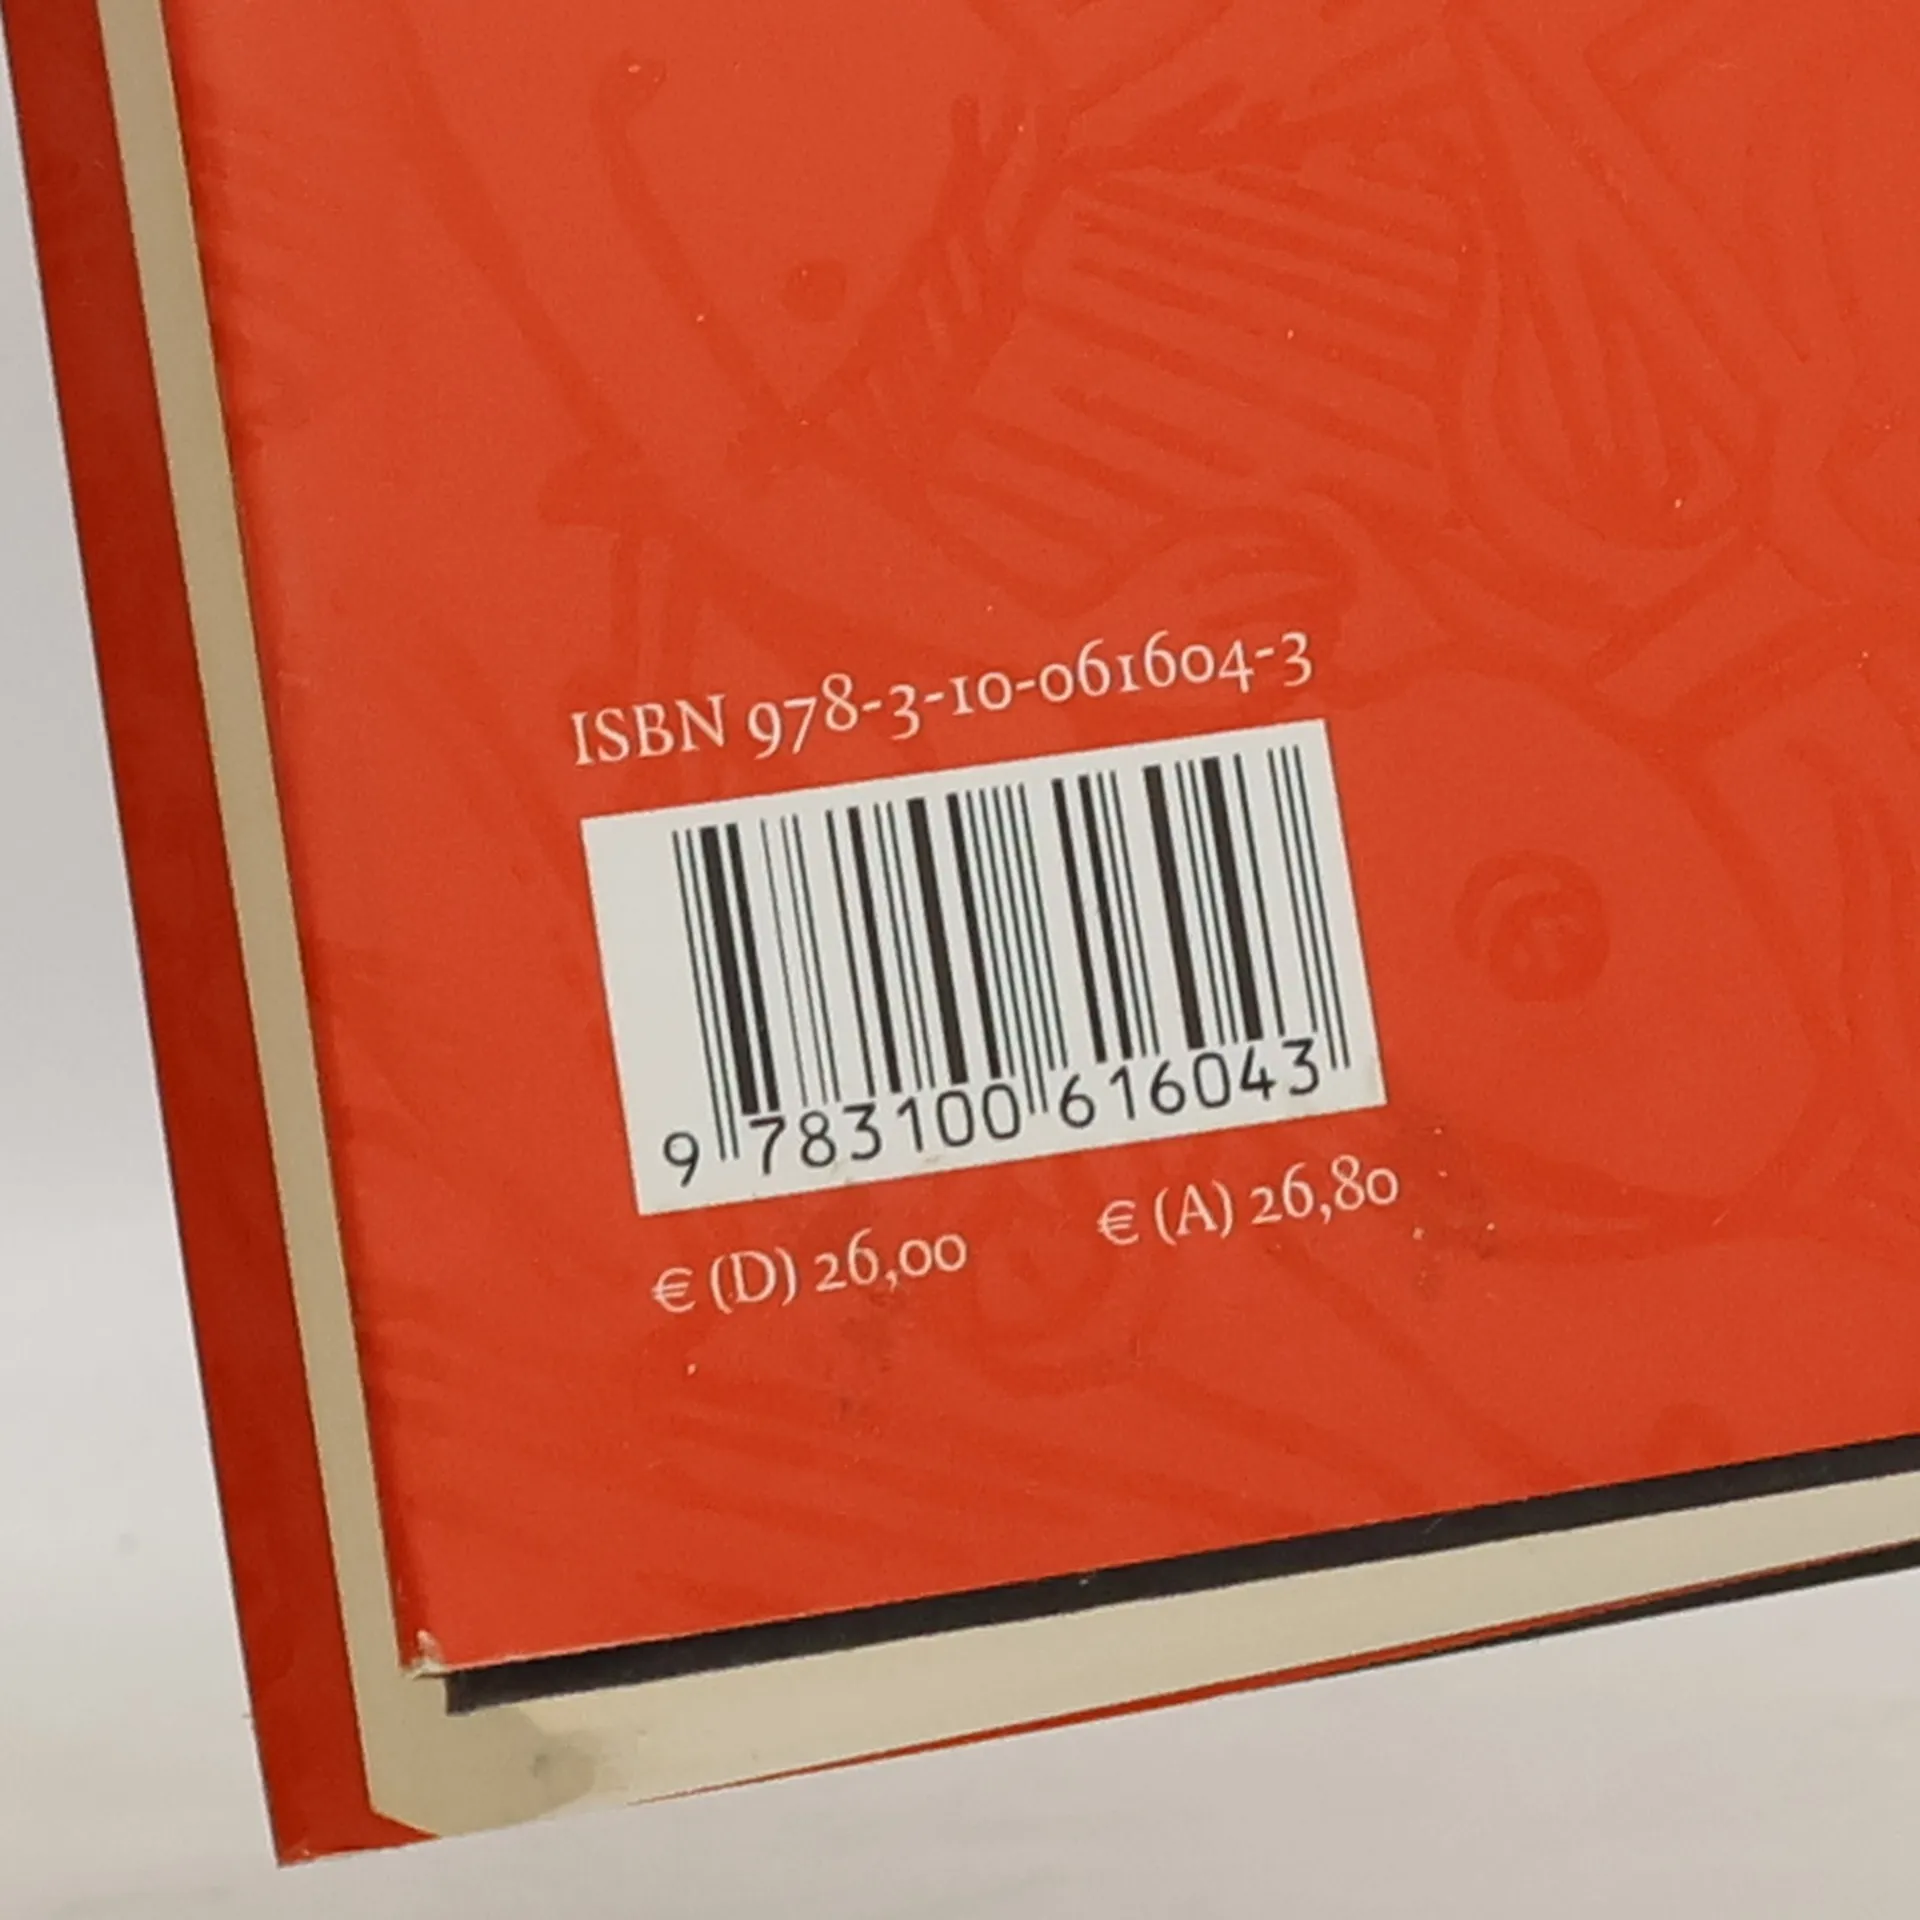 ISBN 978-3-10-061604-3
9 783100 616043
€ (D) 26,00 € (A) 26,80